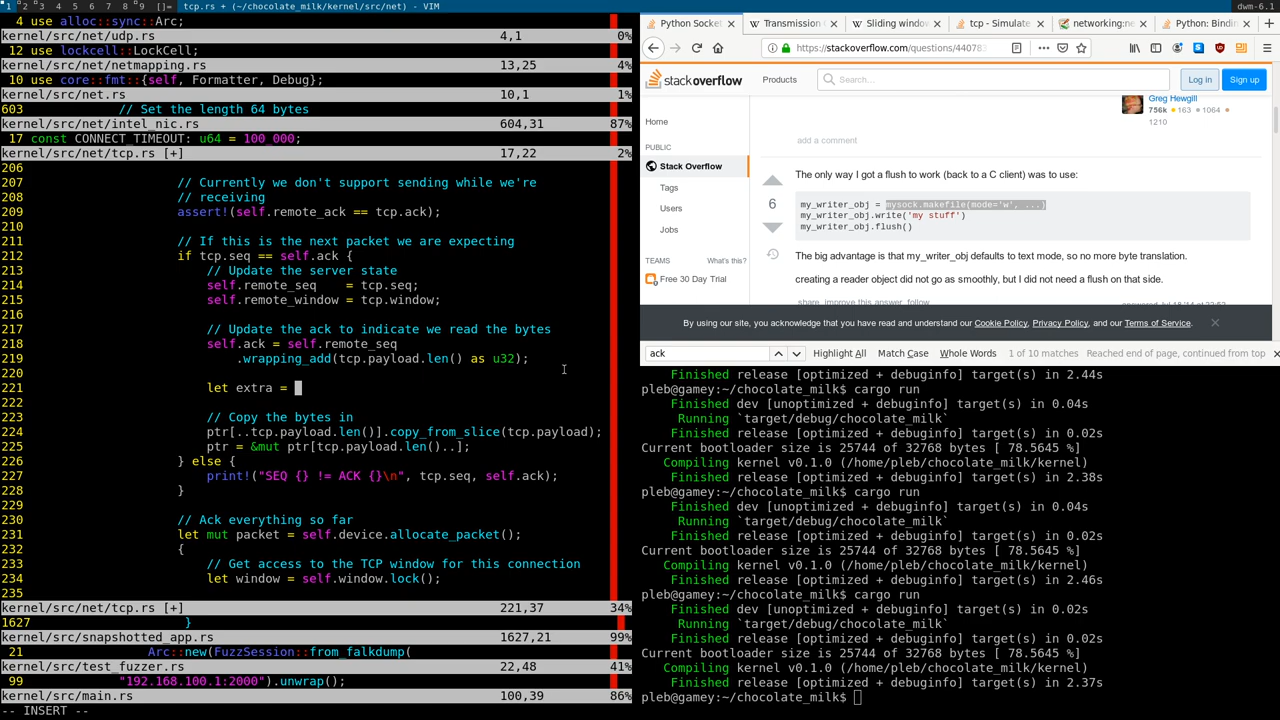 1 2 3 4 5 6 7 8 9 []= tcp.rs + (~/chocolate_milk/kernel/src/net) - VIM
dwm-6.1
4 use alloc::sync::Arc;
kernel/src/net/udp.rs 4,1 0%
12 use lockcell::LockCell;
kernel/src/net/netmapping.rs 13,25 4%
10 use core::fmt::{self, Formatter, Debug};
kernel/src/net.rs 10,1 1%
603 // Set the length 64 bytes
kernel/src/net/intel_nic.rs 604,31 87%
17 const CONNECT_TIMEOUT: u64 = 100_000;
kernel/src/net/tcp.rs [+] 17,22 2%
206
207 // Currently we don't support sending while we're
208 // receiving
209 assert!(self.remote_ack == tcp.ack);
210
211 // If this is the next packet we are expecting
212 if tcp.seq == self.ack {
213 // Update the server state
214 self.remote_seq    = tcp.seq;
215 self.remote_window = tcp.window;
216
217 // Update the ack to indicate we read the bytes
218 self.ack = self.remote_seq
219 .wrapping_add(tcp.payload.len() as u32);
220
221 let extra =
222
223 // Copy the bytes in
224 ptr[..tcp.payload.len()].copy_from_slice(tcp.payload);
225 ptr = &mut ptr[tcp.payload.len()..];
226 } else {
227 print!("SEQ {} != ACK {}\n", tcp.seq, self.ack);
228 }
229
230 // Ack everything so far
231 let mut packet = self.device.allocate_packet();
232 {
233 // Get access to the TCP window for this connection
234 let window = self.window.lock();
235
kernel/src/net/tcp.rs [+] 221,37 34%
1627 }
kernel/src/snapshotted_app.rs 1627,21 99%
21 Arc::new(FuzzSession::from_falkdump(
kernel/src/test_fuzzer.rs 22,48 41%
99 "192.168.100.1:2000").unwrap();
kernel/src/main.rs 100,39 86%
-- INSERT --
Python Socket
Transmission C
Sliding window
tcp - Simulate
networking:ne
Python: Bindin
https://stackoverflow.com/questions/44078
stackoverflow
Products
Search...
Log in
Sign up
Home
PUBLIC
Stack Overflow
Tags
Users
Jobs
TEAMS What's this?
Free 30 Day Trial
Greg Hewgill
756k 163 1064
1210
add a comment
The only way I got a flush to work (back to a C client) was to use:
6
my_writer_obj = mysock.makefile(mode='w', ...)
my_writer_obj.write('my stuff')
my_writer_obj.flush()
The big advantage is that my_writer_obj defaults to text mode, so no more byte translation.
creating a reader object did not go as smoothly, but I did not need a flush on that side.
share improve this answer follow
By using our site, you acknowledge that you have read and understand our Cookie Policy, Privacy Policy, and our Terms of Service.
ack
Highlight All Match Case Whole Words 1 of 10 matches Reached end of page, continued from top
Finished release [optimized + debuginfo] target(s) in 2.44s
pleb@gamey:~/chocolate_milk$ cargo run
Finished dev [unoptimized + debuginfo] target(s) in 0.04s
Running `target/debug/chocolate_milk`
Finished release [optimized + debuginfo] target(s) in 0.02s
Current bootloader size is 25744 of 32768 bytes [ 78.5645 %]
Compiling kernel v0.1.0 (/home/pleb/chocolate_milk/kernel)
Finished release [optimized + debuginfo] target(s) in 2.38s
pleb@gamey:~/chocolate_milk$ cargo run
Finished dev [unoptimized + debuginfo] target(s) in 0.04s
Running `target/debug/chocolate_milk`
Finished release [optimized + debuginfo] target(s) in 0.02s
Current bootloader size is 25744 of 32768 bytes [ 78.5645 %]
Compiling kernel v0.1.0 (/home/pleb/chocolate_milk/kernel)
Finished release [optimized + debuginfo] target(s) in 2.46s
pleb@gamey:~/chocolate_milk$ cargo run
Finished dev [unoptimized + debuginfo] target(s) in 0.02s
Running `target/debug/chocolate_milk`
Finished release [optimized + debuginfo] target(s) in 0.02s
Current bootloader size is 25744 of 32768 bytes [ 78.5645 %]
Compiling kernel v0.1.0 (/home/pleb/chocolate_milk/kernel)
Finished release [optimized + debuginfo] target(s) in 2.37s
pleb@gamey:~/chocolate_milk$